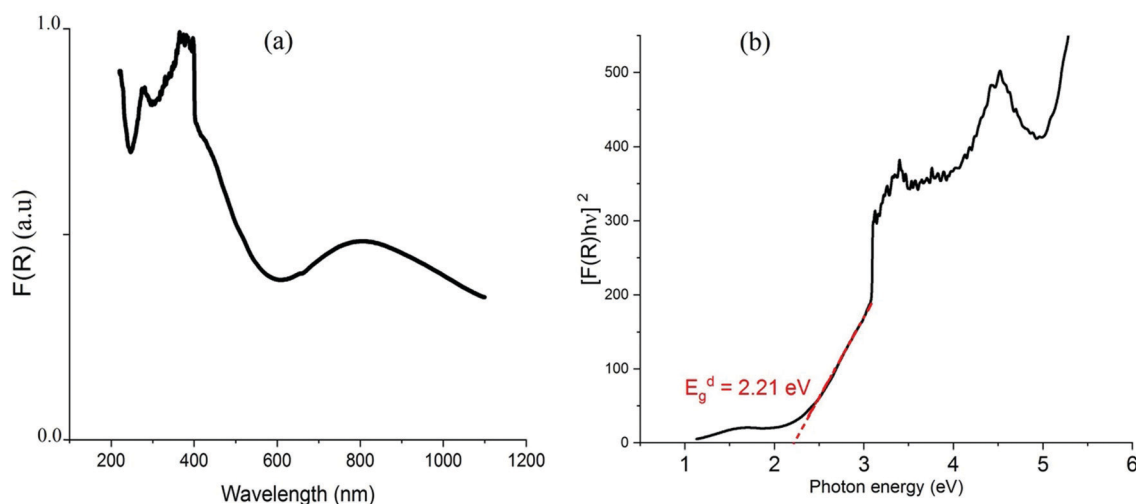 (a)
1.0
0.0
F(R) (a.u)
200 400 600 800 1000 1200
Wavelength (nm)
(b)
500
400
300
200
100
0
[F(R)hν]²
E_g^d = 2.21 eV
1 2 3 4 5 6
Photon energy (eV)